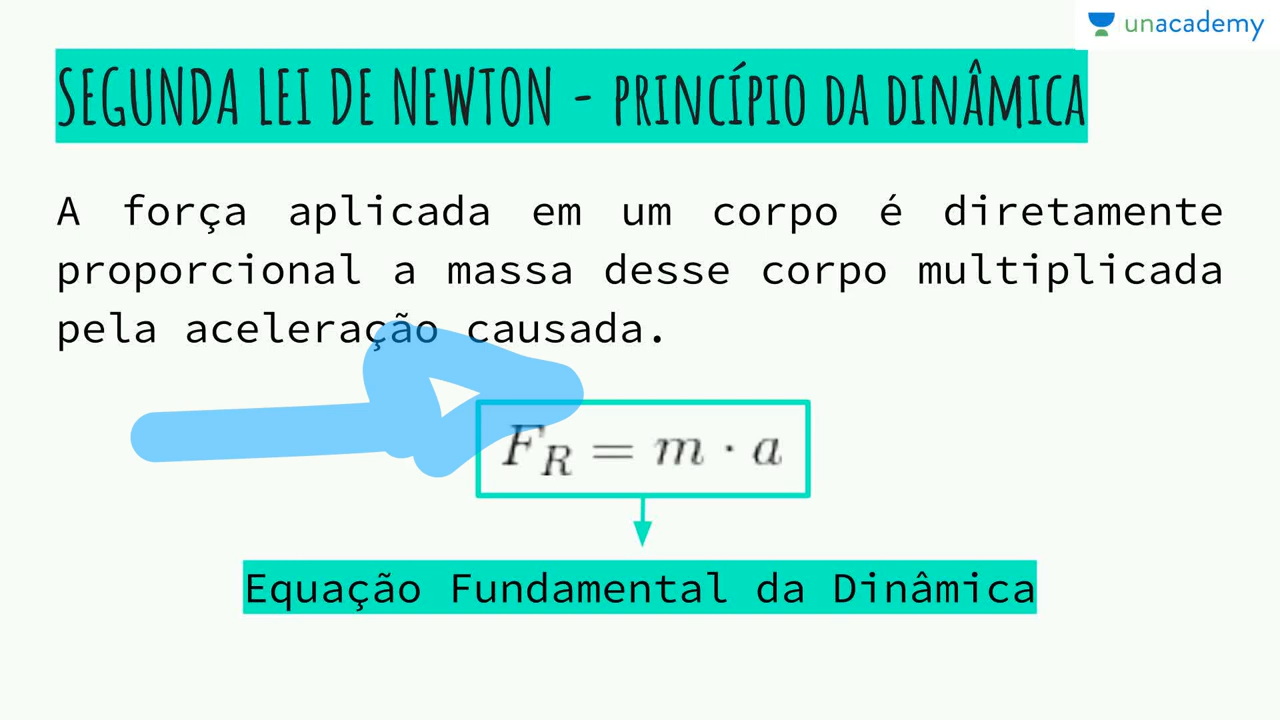 unacademy
SEGUNDA LEI DE NEWTON - PRINCÍPIO DA DINÂMICA
A força aplicada em um corpo é diretamente
proporcional a massa desse corpo multiplicada
pela aceleração causada.
F_R = m · a
Equação Fundamental da Dinâmica